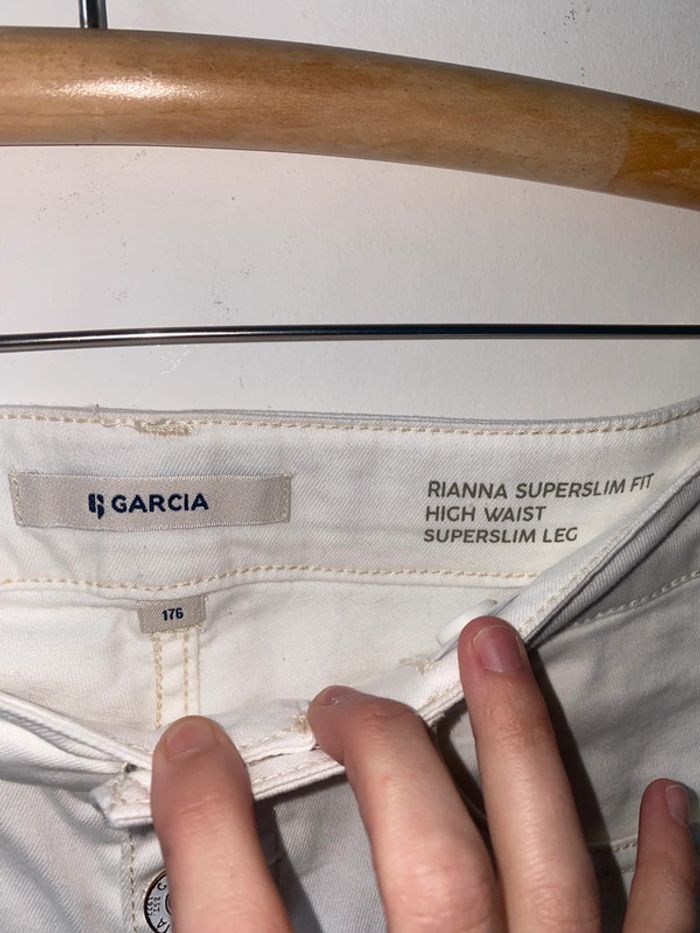 GARCIA
RIANNA SUPERSLIM FIT
HIGH WAIST
SUPERSLIM LEG
176